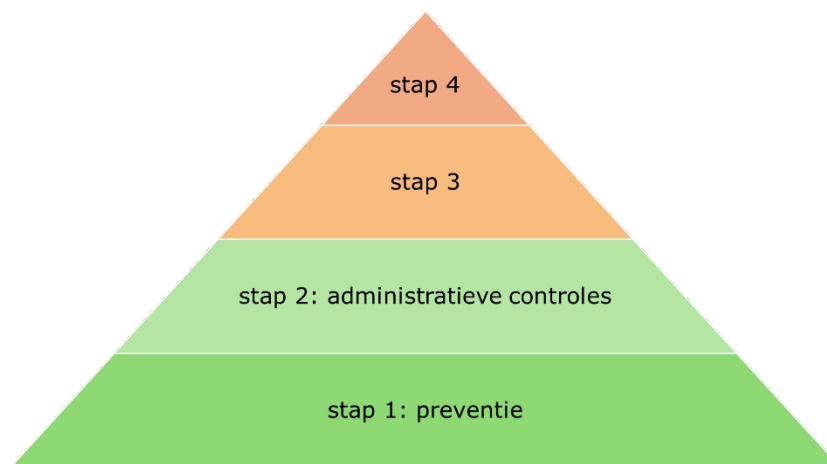 stap 4
stap 3
stap 2: administratieve controles
stap 1: preventie